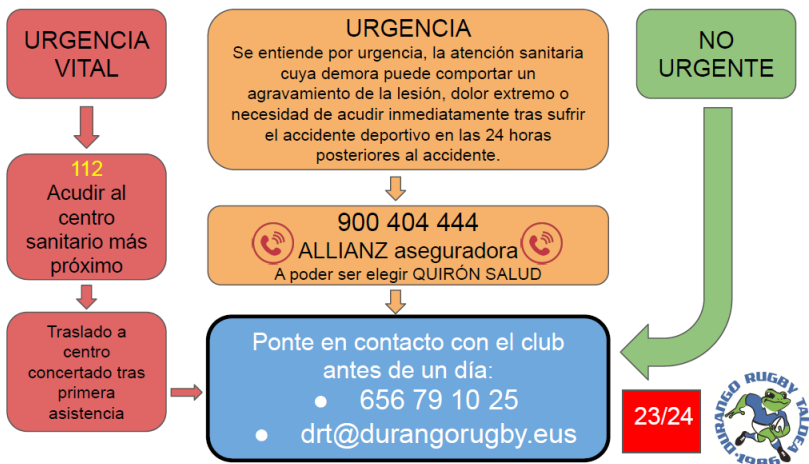 URGENCIA
VITAL
112
Acudir al
centro
sanitario más
próximo
Traslado a
centro
concertado tras
primera
asistencia
URGENCIA
Se entiende por urgencia, la atención sanitaria
cuya demora puede comportar un
agravamiento de la lesión, dolor extremo o
necesidad de acudir inmediatamente tras sufrir
el accidente deportivo en las 24 horas
posteriores al accidente.
900 404 444
ALLIANZ aseguradora
A poder ser elegir QUIRÓN SALUD
NO
URGENTE
Ponte en contacto con el club
antes de un día:
● 656 79 10 25
● drt@durangorugby.eus
23/24
DURANGO RUGBY TALDEA
·1986·